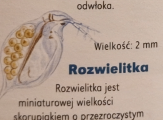 odwłoka.
Wielkość: 2 mm
Rozwielitka
Rozwielitka jest
miniaturowej wielkości
skorupiakiem o przezroczystym